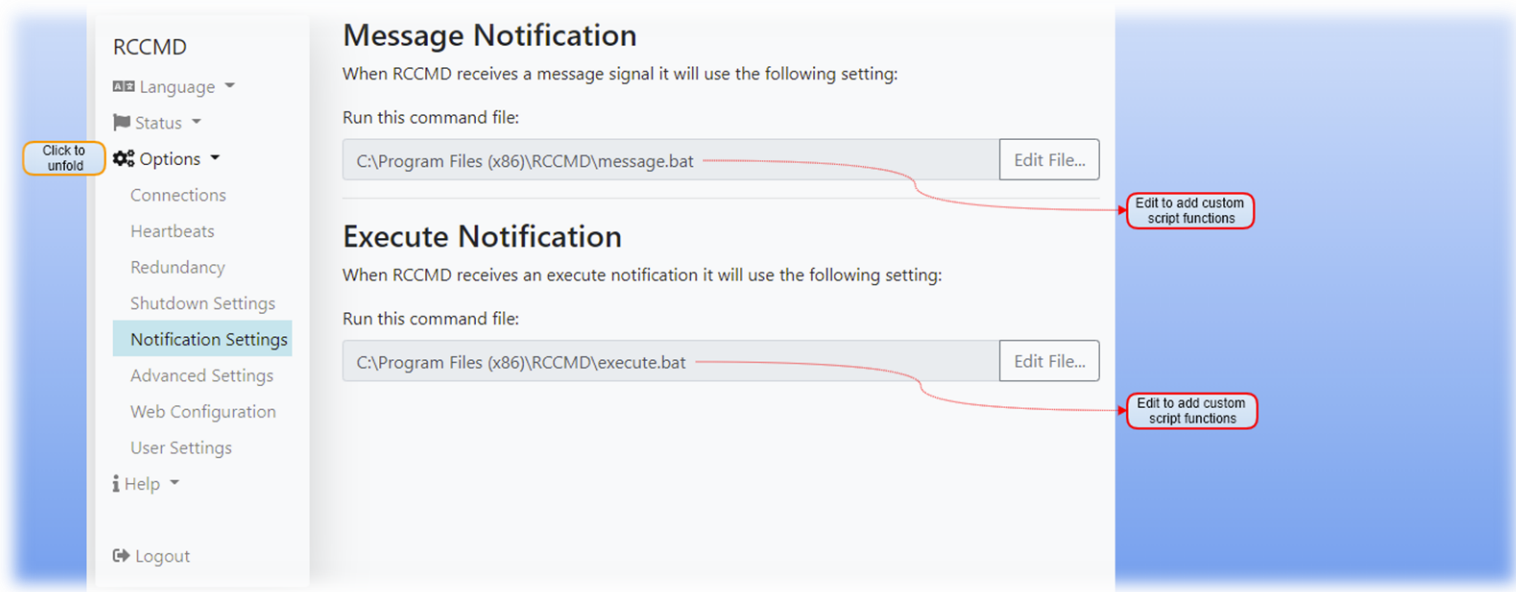 RCCMD
Language
Status
Click to
unfold
Options
Connections
Heartbeats
Redundancy
Shutdown Settings
Notification Settings
Advanced Settings
Web Configuration
User Settings
Help
Logout
Message Notification
When RCCMD receives a message signal it will use the following setting:
Run this command file:
C:\Program Files (x86)\RCCMD\message.bat
Edit File...
Edit to add custom
script functions
Execute Notification
When RCCMD receives an execute notification it will use the following setting:
Run this command file:
C:\Program Files (x86)\RCCMD\execute.bat
Edit File...
Edit to add custom
script functions